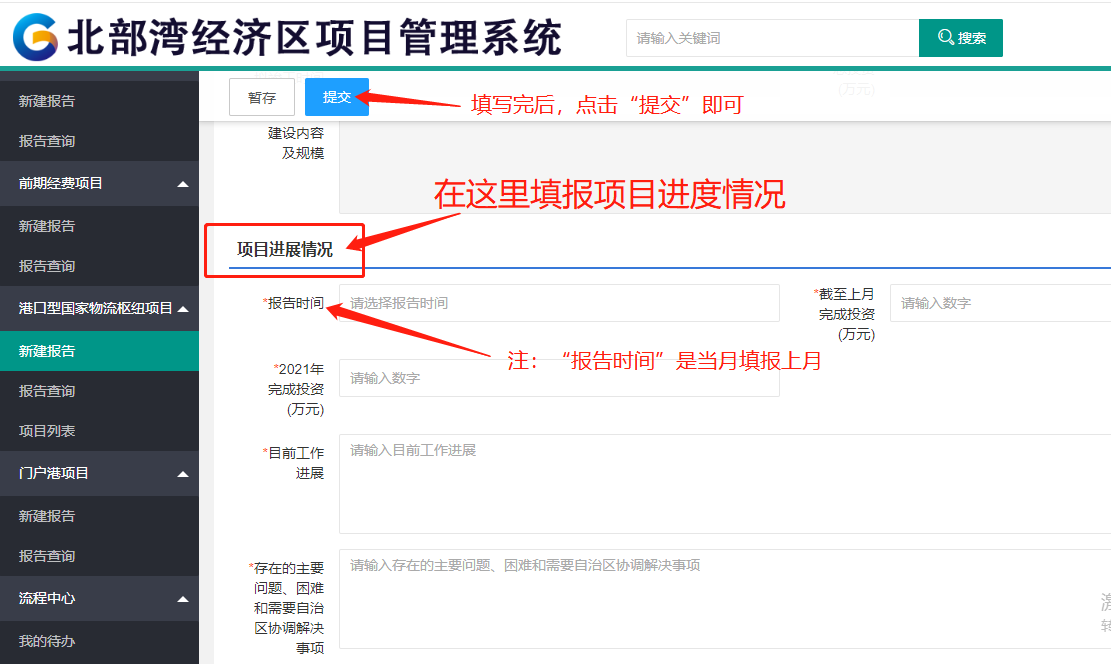 北部湾经济区项目管理系统
请输入关键词
搜索
新建报告
报告查询
前期经费项目
新建报告
报告查询
港口型国家物流枢纽项目
新建报告
报告查询
项目列表
门户港项目
新建报告
报告查询
流程中心
我的待办
暂存
提交
填写完后，点击“提交”即可
(万元)
建设内容
及规模
在这里填报项目进度情况
项目进展情况
*报告时间
请选择报告时间
*截至上月
完成投资
(万元)
请输入数字
注：“报告时间”是当月填报上月
*2021年
完成投资
(万元)
请输入数字
*目前工作
进展
请输入目前工作进展
*存在的主要
问题、困难
和需要自治
区协调解决
事项
请输入存在的主要问题、困难和需要自治区协调解决事项